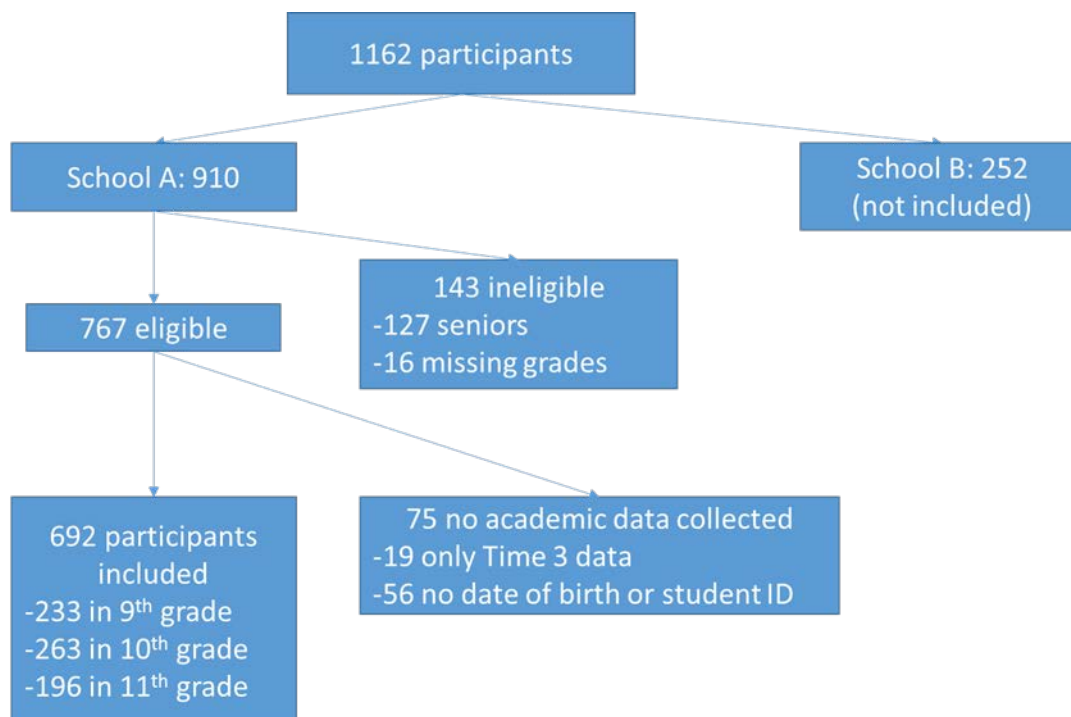 1162 participants
School A: 910
School B: 252
(not included)
143 ineligible
-127 seniors
-16 missing grades
767 eligible
692 participants
included
-233 in 9th grade
-263 in 10th grade
-196 in 11th grade
75 no academic data collected
-19 only Time 3 data
-56 no date of birth or student ID